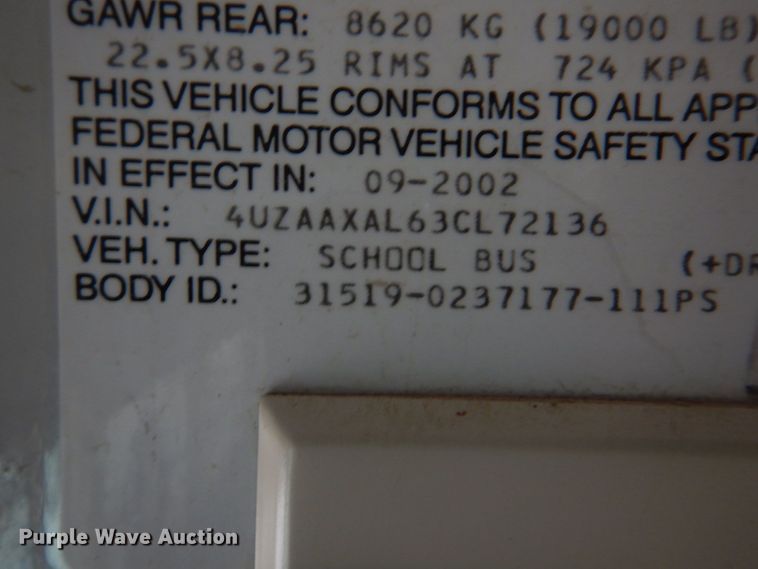 GAWR REAR: 8620 KG (19000 LB)
22.5X8.25 RIMS AT 724 KPA (
THIS VEHICLE CONFORMS TO ALL APP
FEDERAL MOTOR VEHICLE SAFETY STA
IN EFFECT IN: 09-2002
V.I.N.: 4UZAAXAL63CL72136
VEH. TYPE: SCHOOL BUS (+DR
BODY ID.: 31519-0237177-111PS
Purple Wave Auction